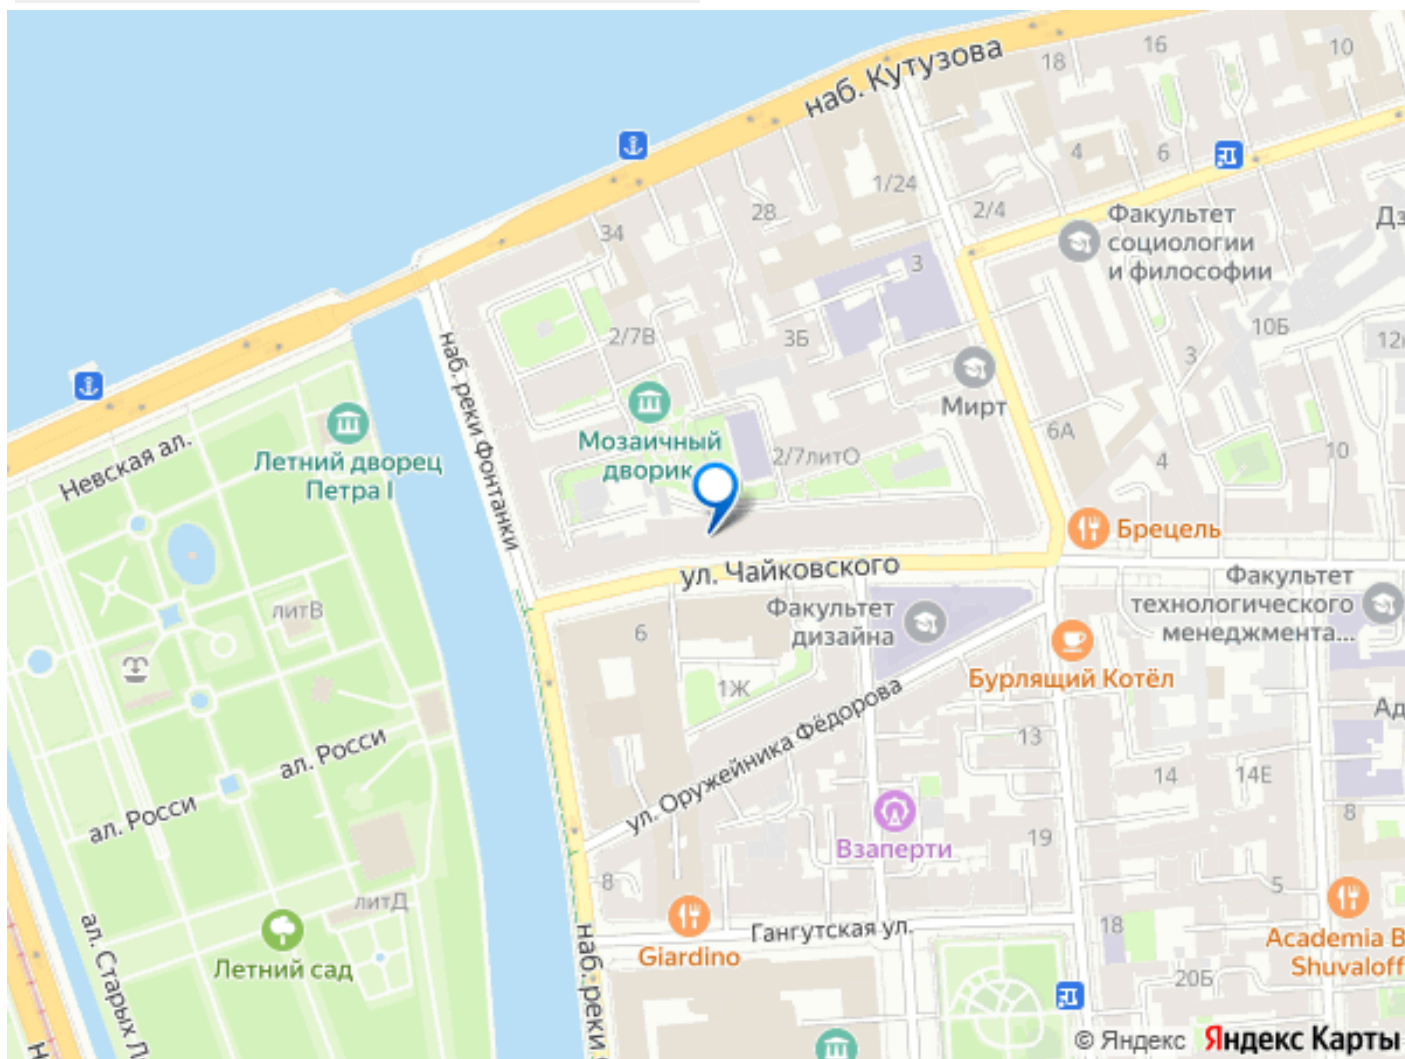 наб. Кутузова
18
16
10
4
6
1/24
2/4
28
34
Факультет
социологии
и философии
3
2/7В
3Б
10Б
3
наб. реки Фонтанки
Мирт
6А
4
10
Мозаичный
дворик
2/7литО
Невская ал.
Летний дворец
Петра I
Брецель
ул. Чайковского
Факультет
технологического
менеджмента...
Факультет
дизайна
литВ
6
1Ж
Бурлящий Котёл
ул. Оружейника Фёдорова
13
14
14Е
ал. Росси
ал. Росси
Взаперти
19
8
8
5
литД
Летний сад
Giardino
Гангутская ул.
18
Academia B
Shuvaloff
20Б
ал. Старых Л
наб. реки
© Яндекс Яндекс Карты